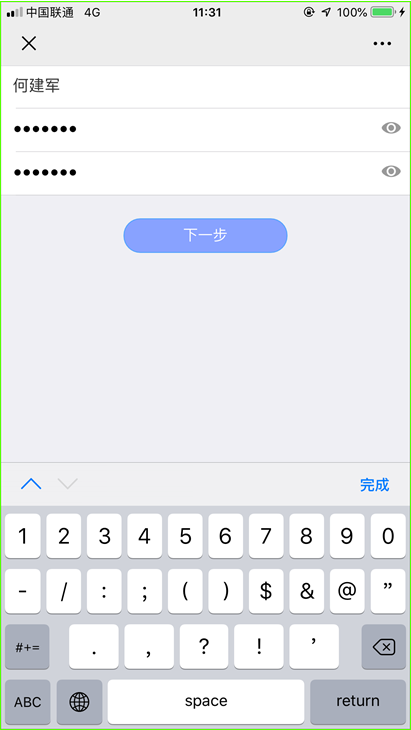 中国联通 4G 11:31 100%
何建军
•••••••
•••••••
下一步
完成
1 2 3 4 5 6 7 8 9 0
- / : ; ( ) $ & @ ”
#+= . , ? ! ’
ABC space return